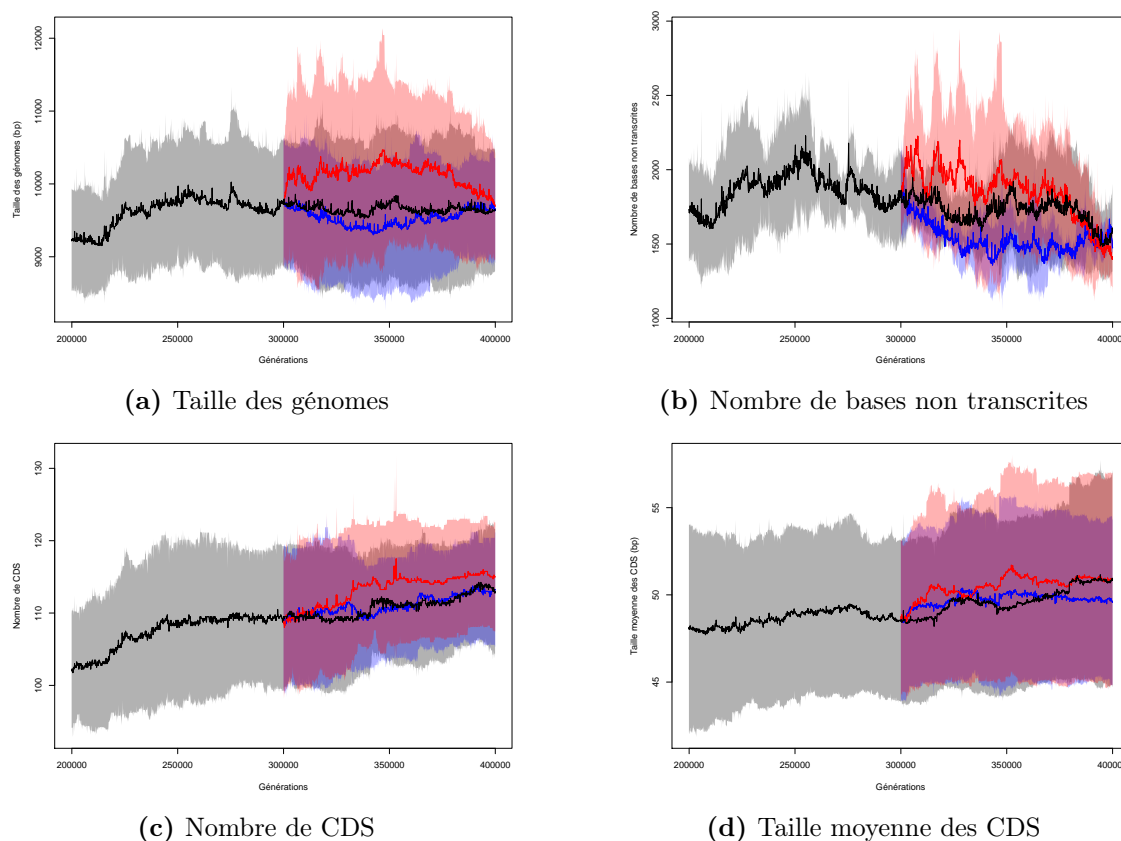 12000
11000
10000
9000
Taille des génomes (bp)
200000 250000 300000 350000 400000
Générations
(a) Taille des génomes
3000
2500
2000
1500
1000
Nombre de bases non transcrites
200000 250000 300000 350000 400000
Générations
(b) Nombre de bases non transcrites
130
120
110
100
Nombre de CDS
200000 250000 300000 350000 400000
Générations
(c) Nombre de CDS
55
50
45
Taille moyenne des CDS (bp)
200000 250000 300000 350000 400000
Générations
(d) Taille moyenne des CDS